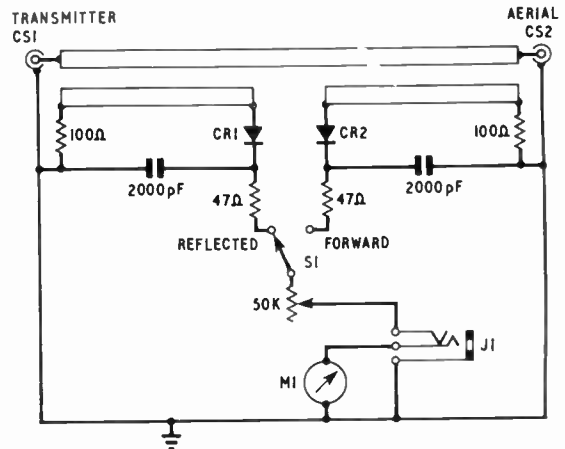 TRANSMITTER
CS1
AERIAL
CS2
100Ω
CR1
CR2
100Ω
2000pF
2000pF
47Ω
47Ω
REFLECTED
FORWARD
S1
50K
J1
M1